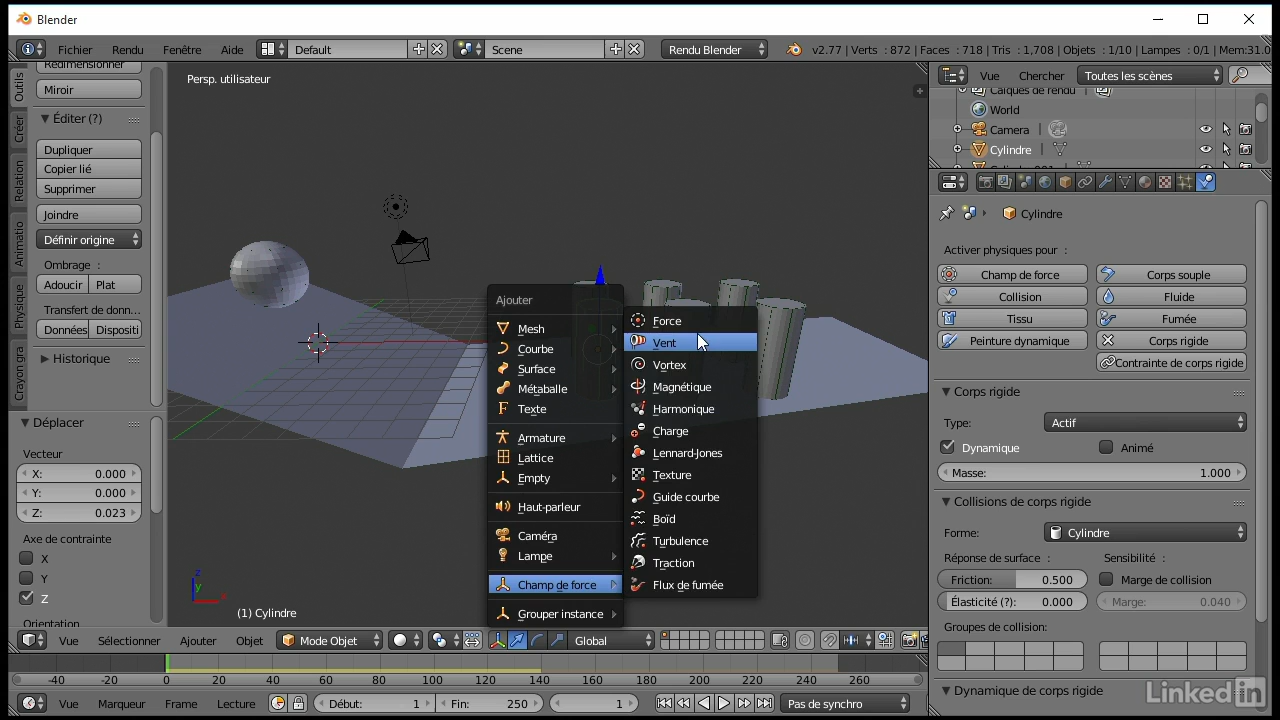 Blender
Fichier Rendu Fenêtre Aide Default Scene Rendu Blender v2.77 | Verts : 872 | Faces : 718 | Tris : 1,708 | Objets : 1/10 | Lampes : 0/1 | Mem:31.0
Outils
Créer
Relation
Animatio
Physique
Crayon gra
Redimensionner
Miroir
Éditer (?)
Dupliquer
Copier lié
Supprimer
Joindre
Définir origine
Ombrage :
Adoucir Plat
Transfert de donn...
Données Dispositi
Historique
Déplacer
Vecteur
X: 0.000
Y: 0.000
Z: 0.023
Axe de contrainte
X
Y
Z
Orientation
Persp. utilisateur
(1) Cylindre
Ajouter
Mesh
Courbe
Surface
Métaballe
Texte
Armature
Lattice
Empty
Haut-parleur
Caméra
Lampe
Champ de force
Grouper instance
Force
Vent
Vortex
Magnétique
Harmonique
Charge
Lennard-Jones
Texture
Guide courbe
Boïd
Turbulence
Traction
Flux de fumée
Vue Sélectionner Ajouter Objet Mode Objet Global
-40 -20 0 20 40 60 80 100 120 140 160 180 200 220 260
Vue Marqueur Frame Lecture Début: 1 Fin: 250 1 Pas de synchro
Vue Chercher Toutes les scènes
Calques de rendu
World
Camera
Cylindre
Cylindre
Activer physiques pour :
Champ de force Corps souple
Collision Fluide
Tissu Fumée
Peinture dynamique Corps rigide
Contrainte de corps rigide
Corps rigide
Type: Actif
Dynamique Animé
Masse: 1.000
Collisions de corps rigide
Forme: Cylindre
Réponse de surface : Sensibilité :
Friction: 0.500 Marge de collision
Élasticité (?): 0.000 Marge: 0.040
Groupes de collision:
Dynamique de corps rigide
Linked in